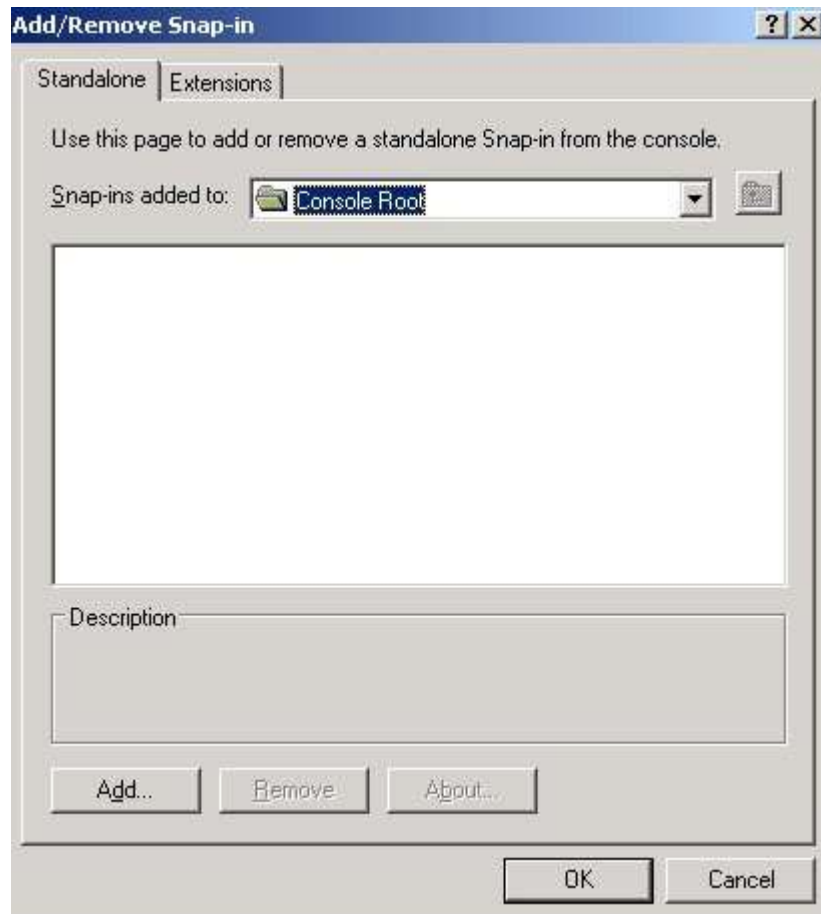 Add/Remove Snap-in
Standalone Extensions
Use this page to add or remove a standalone Snap-in from the console.
Snap-ins added to: Console Root
Description
Add... Remove About...
OK Cancel